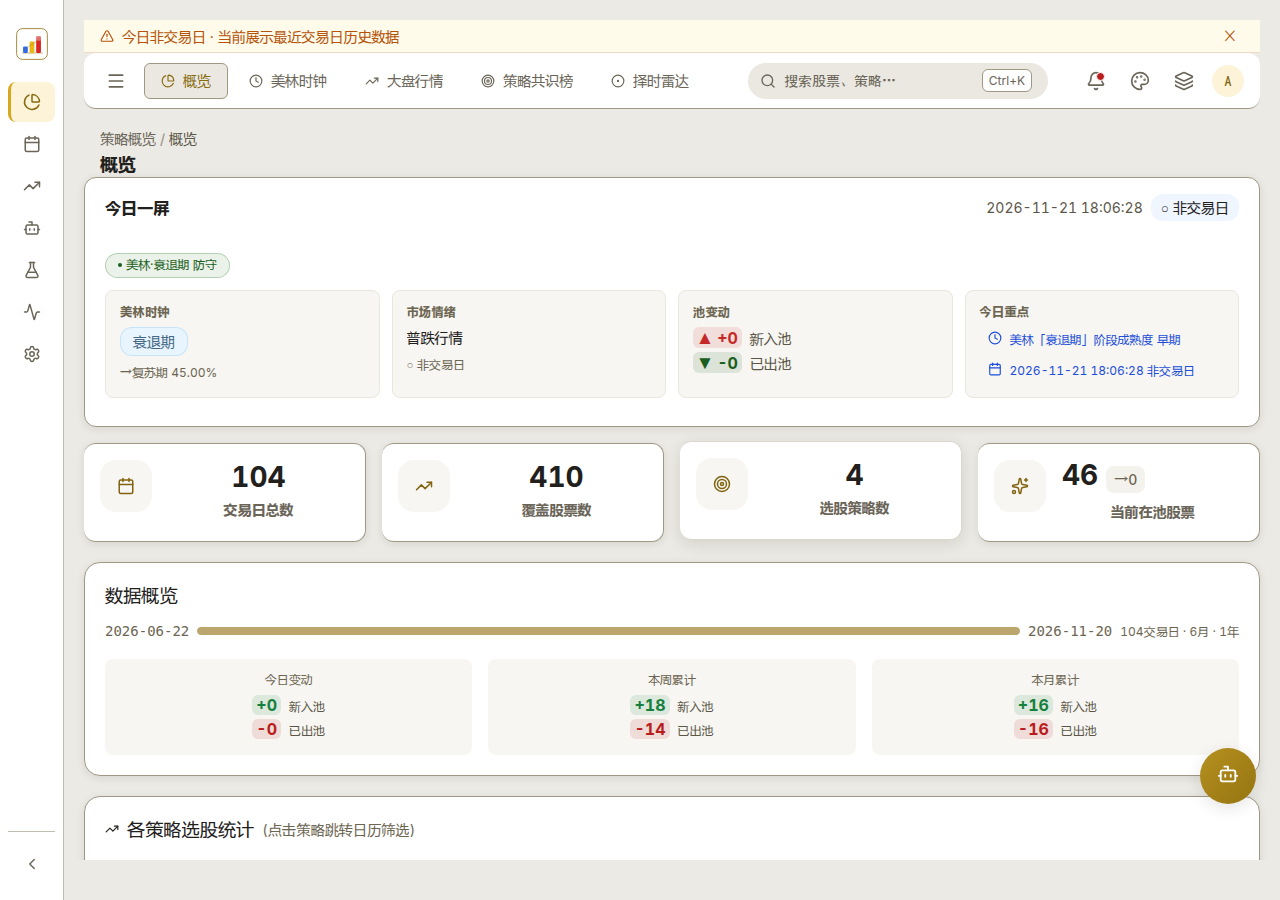 今日非交易日 · 当前展示最近交易日历史数据
概览
美林时钟
大盘行情
策略共识榜
择时雷达
搜索股票、策略…
Ctrl+K
A
策略概览 / 概览
概览
今日一屏
2026-11-21 18:06:28
○ 非交易日
• 美林·衰退期 防守
美林时钟
衰退期
→复苏期 45.00%
市场情绪
普跌行情
○ 非交易日
池变动
▲ +0 新入池
▼ -0 已出池
今日重点
美林「衰退期」阶段成熟度 早期
2026-11-21 18:06:28 非交易日
104
交易日总数
410
覆盖股票数
4
选股策略数
46 →0
当前在池股票
数据概览
2026-06-22
2026-11-20 104交易日 · 6月 · 1年
今日变动
+0 新入池
-0 已出池
本周累计
+18 新入池
-14 已出池
本月累计
+16 新入池
-16 已出池
各策略选股统计 (点击策略跳转日历筛选)